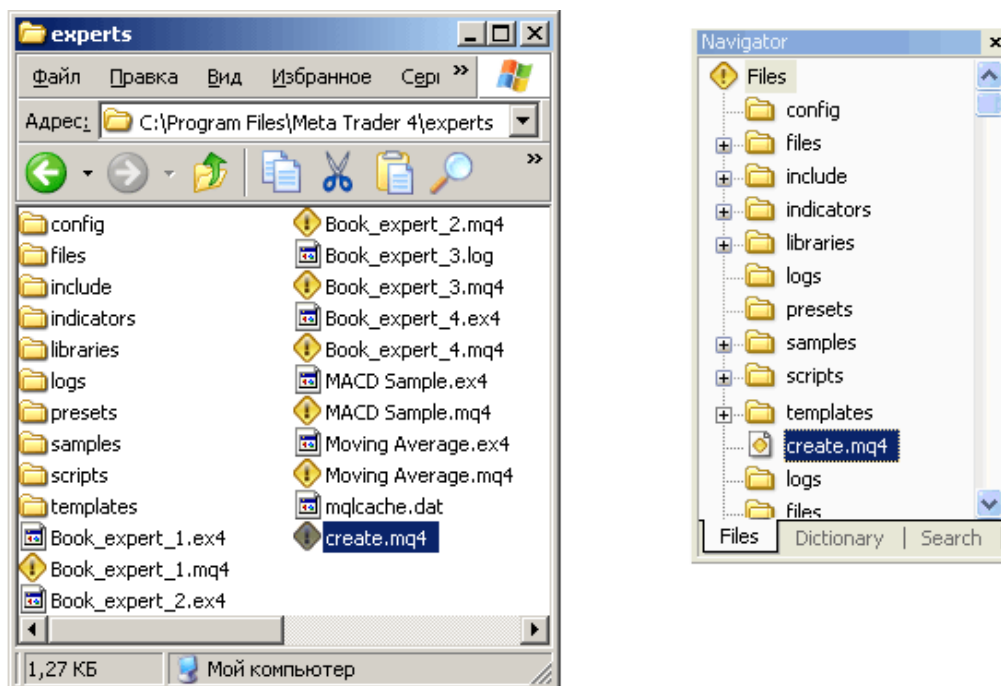 experts
Файл Правка Вид Избранное Серı »
Адрес: C:\Program Files\Meta Trader 4\experts
»
config
files
include
indicators
libraries
logs
presets
samples
scripts
templates
Book_expert_1.ex4
Book_expert_1.mq4
Book_expert_2.ex4
Book_expert_2.mq4
Book_expert_3.log
Book_expert_3.mq4
Book_expert_4.ex4
Book_expert_4.mq4
MACD Sample.ex4
MACD Sample.mq4
Moving Average.ex4
Moving Average.mq4
mqlcache.dat
create.mq4
1,27 КБ Мой компьютер
Navigator
Files
config
files
include
indicators
libraries
logs
presets
samples
scripts
templates
create.mq4
logs
files
Files Dictionary | Search